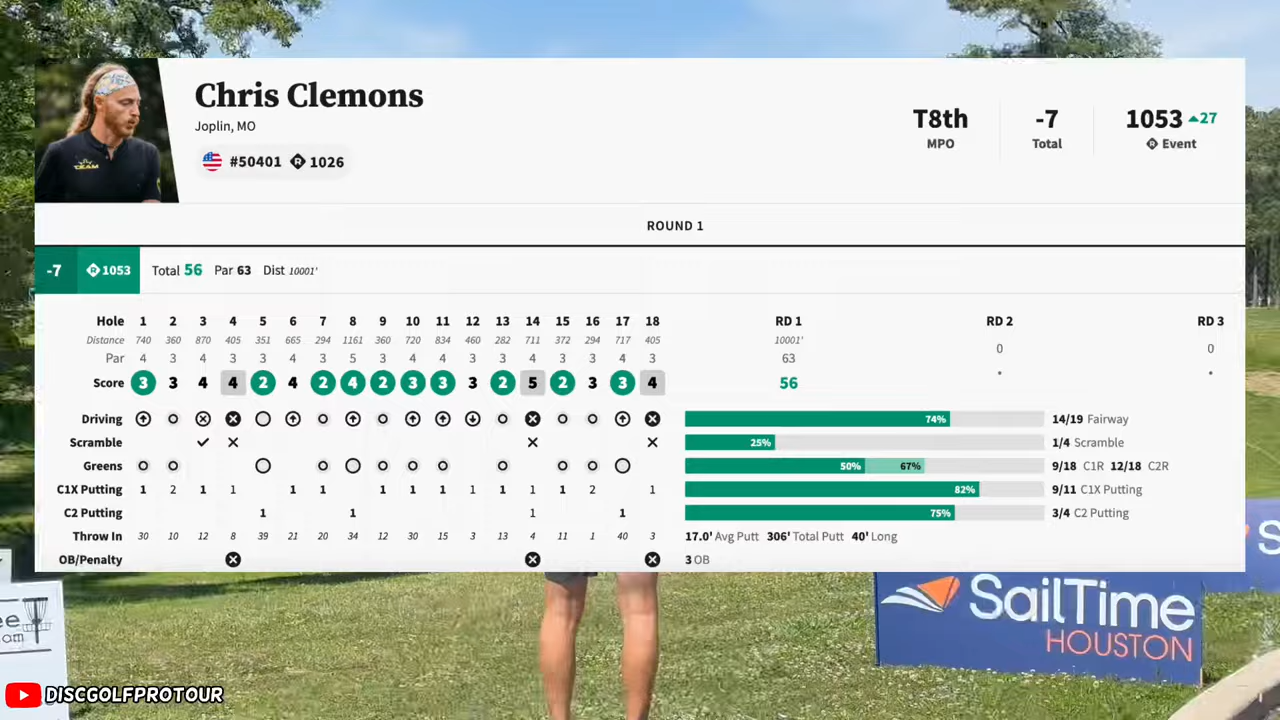 Chris Clemons
Joplin, MO
#50401 R 1026
T8th -7 1053 27
MPO Total R Event
TEAM
ROUND 1
-7 R 1053 Total 56 Par 63 Dist 10001'
Hole 1 2 3 4 5 6 7 8 9 10 11 12 13 14 15 16 17 18 RD 1 RD 2 RD 3
Distance 740 360 870 405 351 665 294 1161 360 720 834 460 282 711 372 294 717 405 10001' 0 0
Par 4 3 4 3 3 4 3 5 3 4 4 3 3 4 3 3 4 3 63
Score 3 3 4 4 2 4 2 4 2 3 3 3 2 5 2 3 3 4 56
Driving 74% 14/19 Fairway
Scramble 25% 1/4 Scramble
Greens 50% 67% 9/18 C1R 12/18 C2R
C1X Putting 1 2 1 1 1 1 1 1 1 1 1 1 1 2 1 82% 9/11 C1X Putting
C2 Putting 1 1 1 1 75% 3/4 C2 Putting
Throw In 30 10 12 8 39 21 20 34 12 30 15 3 13 4 11 1 40 3 17.0' Avg Putt 306' Total Putt 40' Long
OB/Penalty 3 OB
SailTime
HOUSTON
DISCGOLFPROTOUR